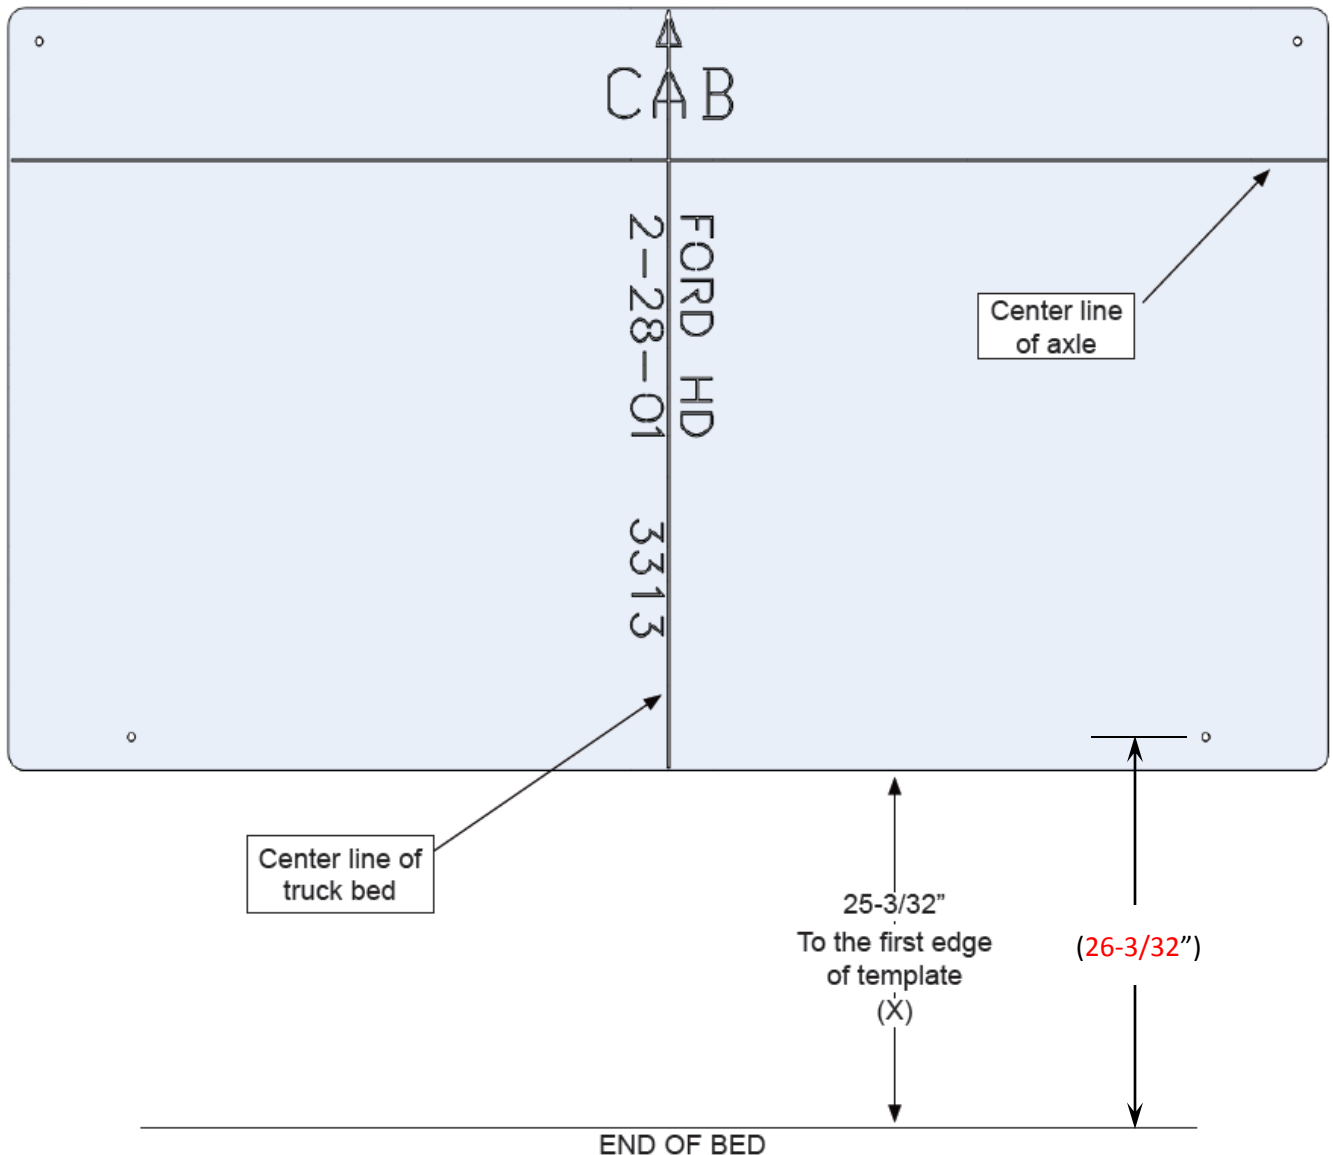 CAB
FORD HD
2-28-01 3313
Center line
of axle
Center line of
truck bed
25-3/32”
To the first edge
of template
(X)
(26-3/32”)
END OF BED